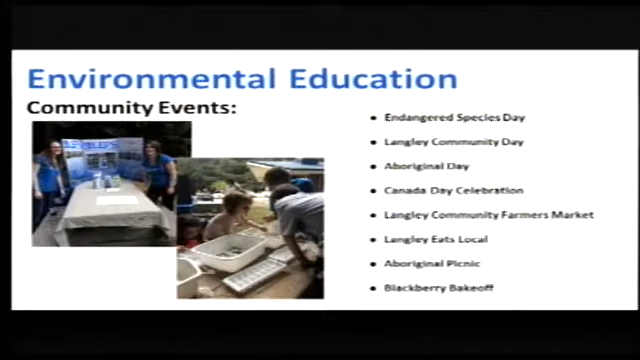 Environmental Education
Community Events:
• Endangered Species Day
• Langley Community Day
• Aboriginal Day
• Canada Day Celebration
• Langley Community Farmers Market
• Langley Eats Local
• Aboriginal Picnic
• Blackberry Bakeoff